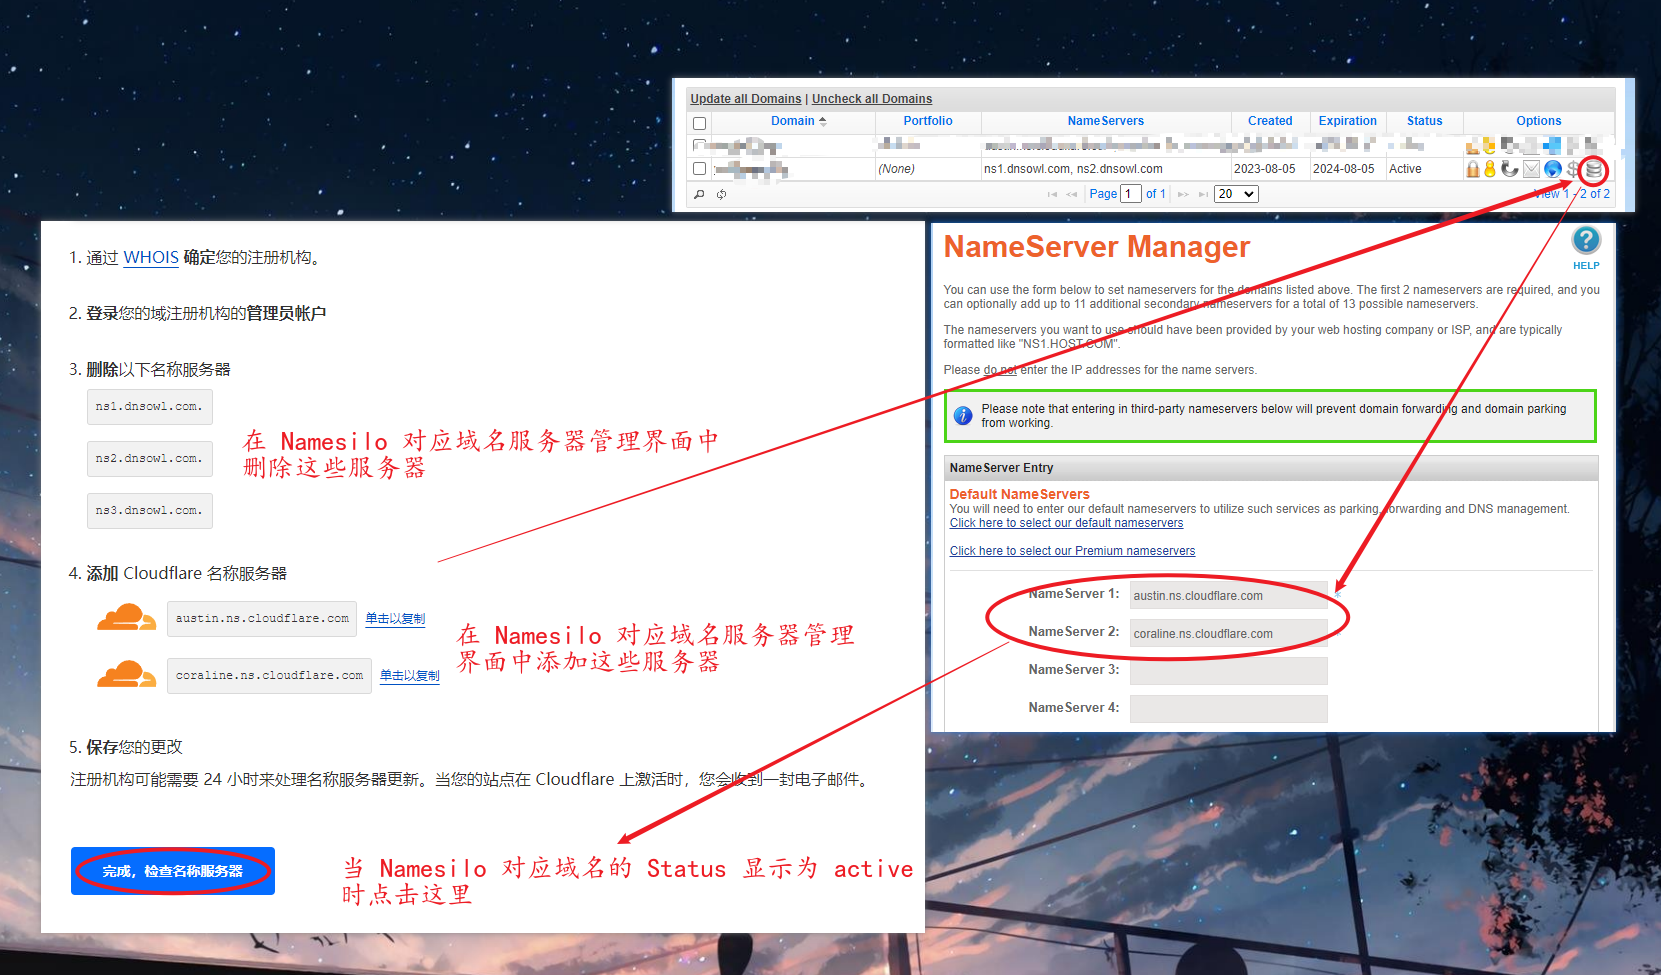 Update all Domains | Uncheck all Domains
Domain Portfolio NameServers Created Expiration Status Options
(None) ns1.dnsowl.com, ns2.dnsowl.com 2023-08-05 2024-08-05 Active
Page 1 of 1 20 View 1 - 2 of 2
1. 通过 WHOIS 确定您的注册机构。
2. 登录您的域注册机构的管理员帐户
3. 删除以下名称服务器
ns1.dnsowl.com.
ns2.dnsowl.com.
ns3.dnsowl.com.
在 Namesilo 对应域名服务器管理界面中
删除这些服务器
4. 添加 Cloudflare 名称服务器
austin.ns.cloudflare.com 单击以复制
coraline.ns.cloudflare.com 单击以复制
在 Namesilo 对应域名服务器管理
界面中添加这些服务器
5. 保存您的更改
注册机构可能需要 24 小时来处理名称服务器更新。当您的站点在 Cloudflare 上激活时，您会收到一封电子邮件。
完成，检查名称服务器
当 Namesilo 对应域名的 Status 显示为 active
时点击这里
NameServer Manager
HELP
You can use the form below to set nameservers for the domains listed above. The first 2 nameservers are required, and you
can optionally add up to 11 additional secondary nameservers for a total of 13 possible nameservers.
The nameservers you want to use should have been provided by your web hosting company or ISP, and are typically
formatted like "NS1.HOST.COM".
Please do not enter the IP addresses for the name servers.
Please note that entering in third-party nameservers below will prevent domain forwarding and domain parking
from working.
NameServer Entry
Default NameServers
You will need to enter our default nameservers to utilize such services as parking, forwarding and DNS management.
Click here to select our default nameservers
Click here to select our Premium nameservers
NameServer 1: austin.ns.cloudflare.com *
NameServer 2: coraline.ns.cloudflare.com
NameServer 3:
NameServer 4: